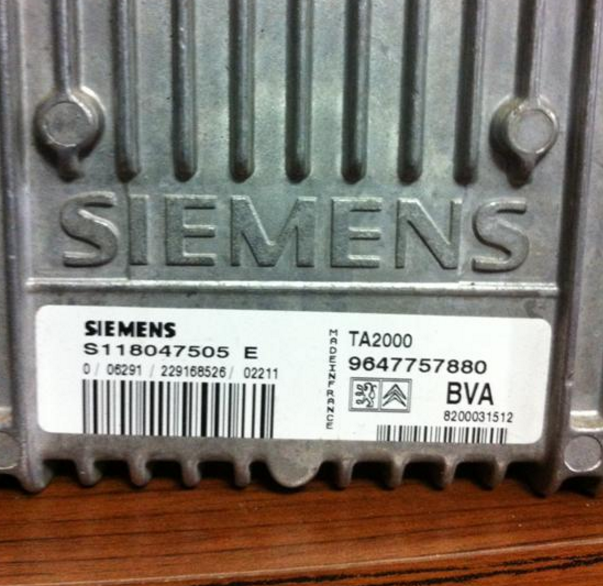 SIEMENS
SIEMENS
S118047505 E
0 / 06291 / 229168526 / 02211
MADEINFRANCE
TA2000
9647757880
BVA
8200031512